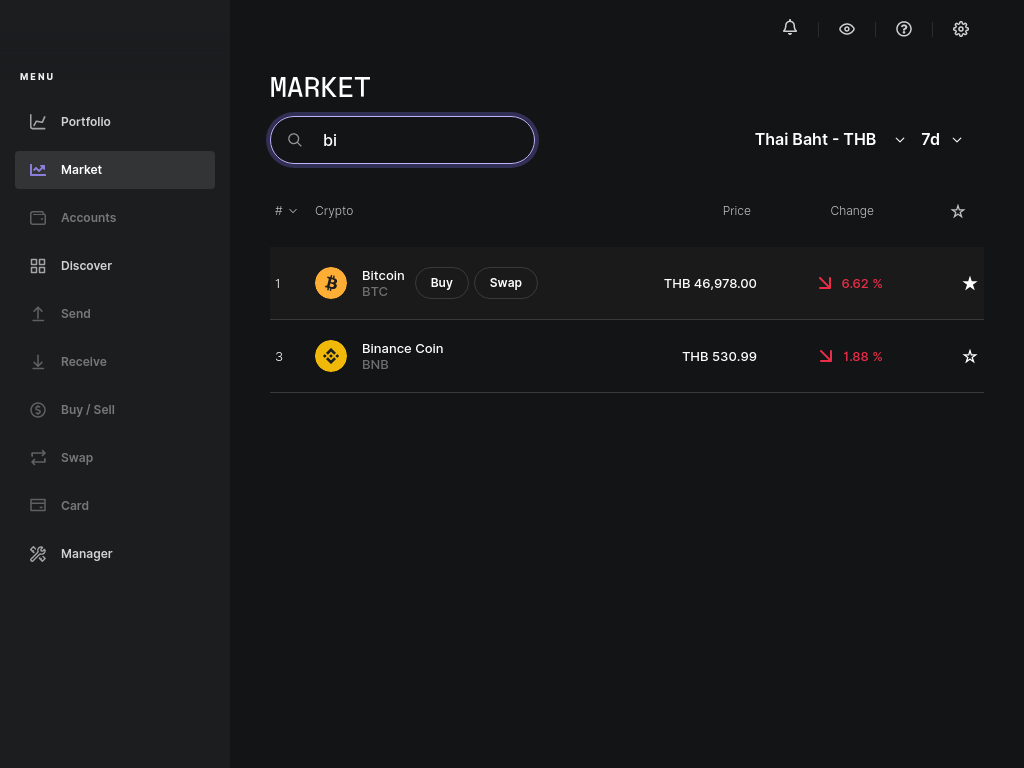 MENU
Portfolio
Market
Accounts
Discover
Send
Receive
Buy / Sell
Swap
Card
Manager
MARKET
bi
Thai Baht - THB
7d
# Crypto Price Change
1 Bitcoin BTC Buy Swap THB 46,978.00 6.62 %
3 Binance Coin BNB THB 530.99 1.88 %